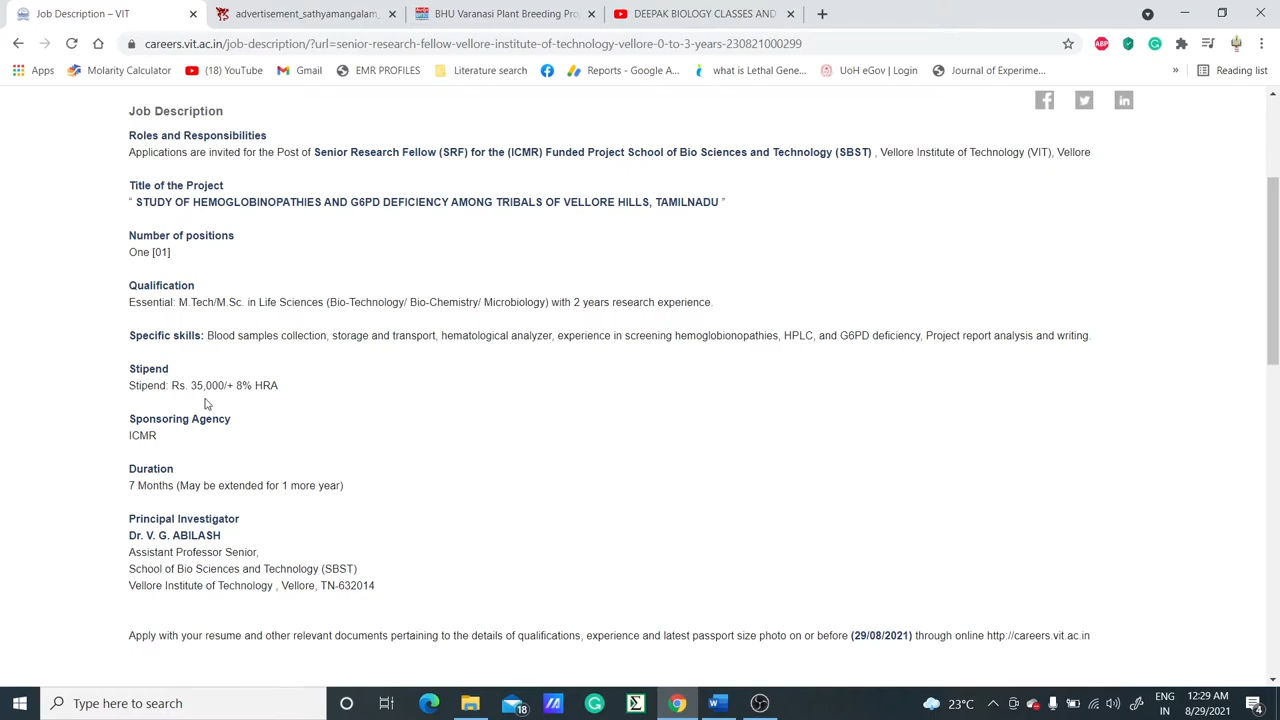 Job Description – VIT
advertisement_sathyamangalam_
BHU Varanasi Plant Breeding Pro
DEEPAK BIOLOGY CLASSES AND
careers.vit.ac.in/job-description/?url=senior-research-fellow-vellore-institute-of-technology-vellore-0-to-3-years-230821000299
Apps
Molarity Calculator
(18) YouTube
Gmail
EMR PROFILES
Literature search
Reports - Google A...
what is Lethal Gene...
UoH eGov | Login
Journal of Experime...
»
Reading list
Job Description
Roles and Responsibilities
Applications are invited for the Post of Senior Research Fellow (SRF) for the (ICMR) Funded Project School of Bio Sciences and Technology (SBST) , Vellore Institute of Technology (VIT), Vellore
Title of the Project
“ STUDY OF HEMOGLOBINOPATHIES AND G6PD DEFICIENCY AMONG TRIBALS OF VELLORE HILLS, TAMILNADU ”
Number of positions
One [01]
Qualification
Essential: M.Tech/M.Sc. in Life Sciences (Bio-Technology/ Bio-Chemistry/ Microbiology) with 2 years research experience.
Specific skills: Blood samples collection, storage and transport, hematological analyzer, experience in screening hemoglobionopathies, HPLC, and G6PD deficiency, Project report analysis and writing.
Stipend
Stipend: Rs. 35,000/+ 8% HRA
Sponsoring Agency
ICMR
Duration
7 Months (May be extended for 1 more year)
Principal Investigator
Dr. V. G. ABILASH
Assistant Professor Senior,
School of Bio Sciences and Technology (SBST)
Vellore Institute of Technology , Vellore, TN-632014
Apply with your resume and other relevant documents pertaining to the details of qualifications, experience and latest passport size photo on or before (29/08/2021) through online http://careers.vit.ac.in
Type here to search
18
23°C
ENG
IN
12:29 AM
8/29/2021
4